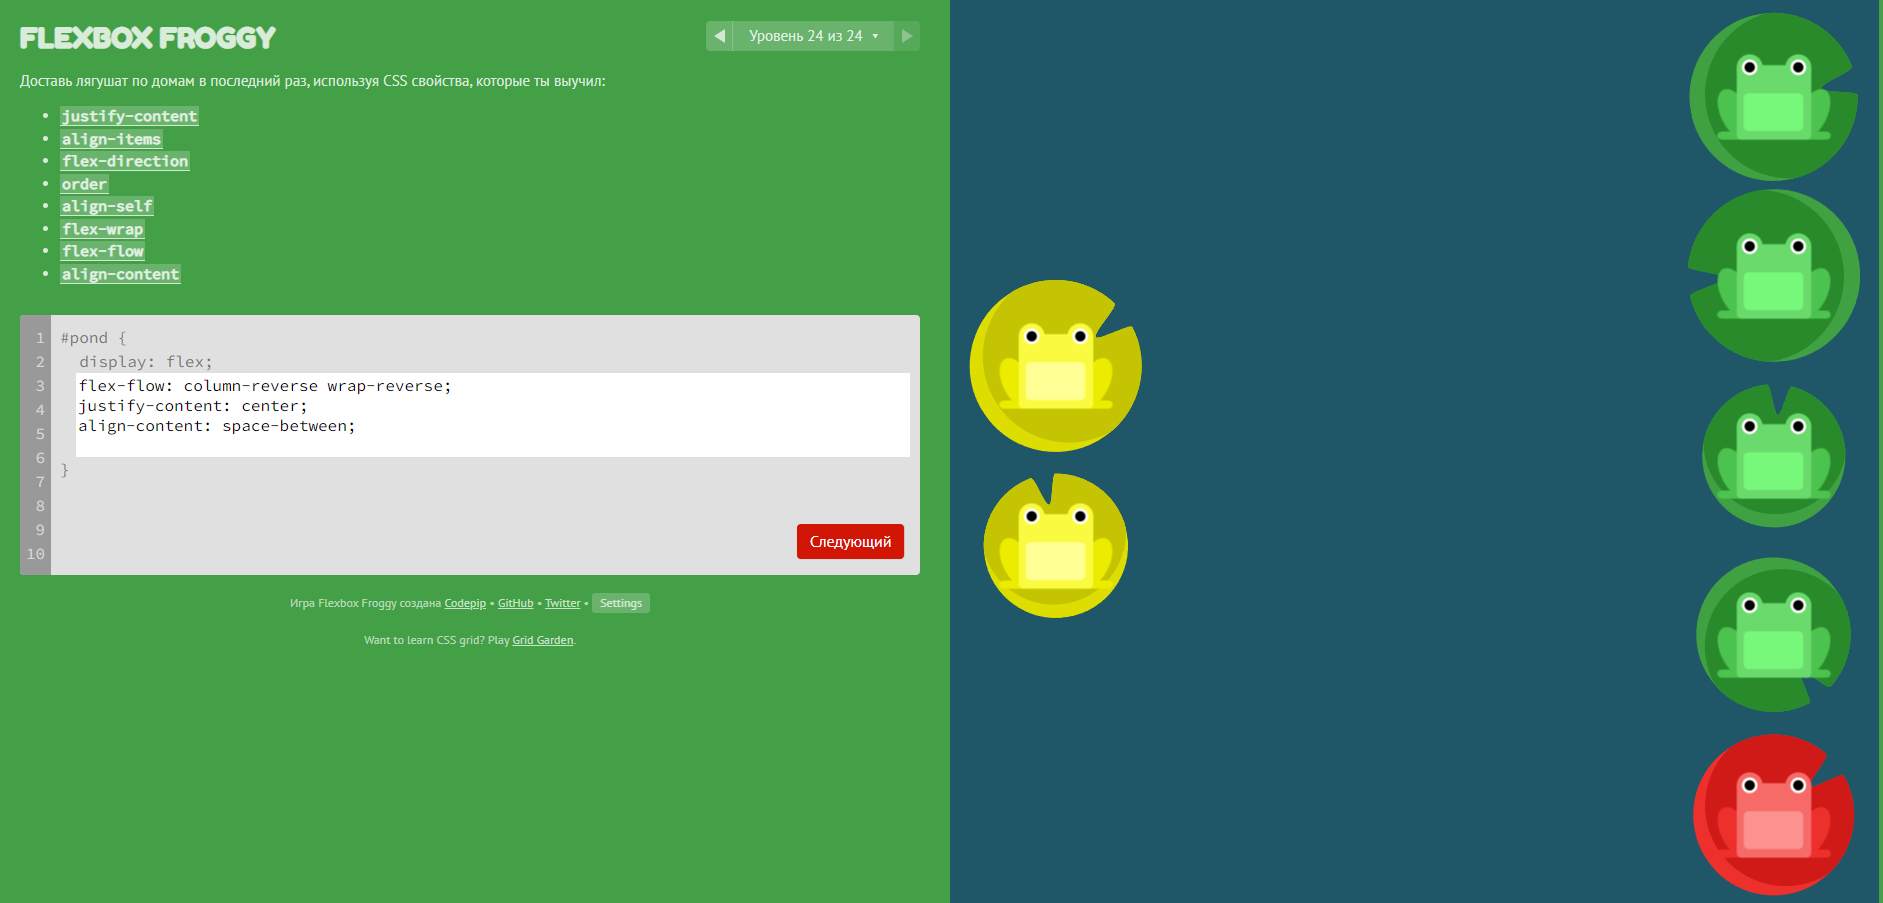 FLEXBOX FROGGY
Уровень 24 из 24
Доставь лягушат по домам в последний раз, используя CSS свойства, которые ты выучил:
justify-content
align-items
flex-direction
order
align-self
flex-wrap
flex-flow
align-content
1 #pond {
2 display: flex;
3 flex-flow: column-reverse wrap-reverse;
4 justify-content: center;
5 align-content: space-between;
6
7 }
8
9
10
Следующий
Игра Flexbox Froggy создана Codepip • GitHub • Twitter • Settings
Want to learn CSS grid? Play Grid Garden.